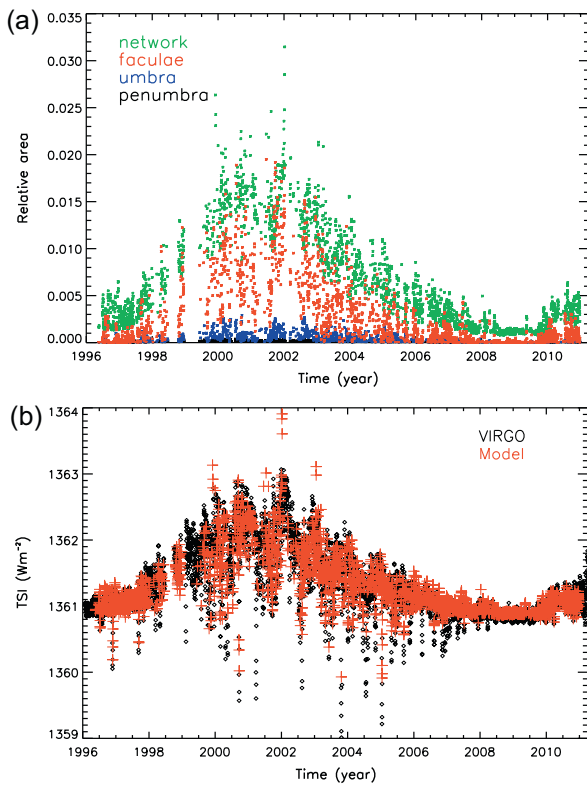 (a)
0.035
0.030
0.025
0.020
0.015
0.010
0.005
0.000
Relative area
network
faculae
umbra
penumbra
1996 1998 2000 2002 2004 2006 2008 2010
Time (year)
(b)
1364
1363
1362
1361
1360
1359
TSI (Wm⁻²)
VIRGO
Model
1996 1998 2000 2002 2004 2006 2008 2010
Time (year)